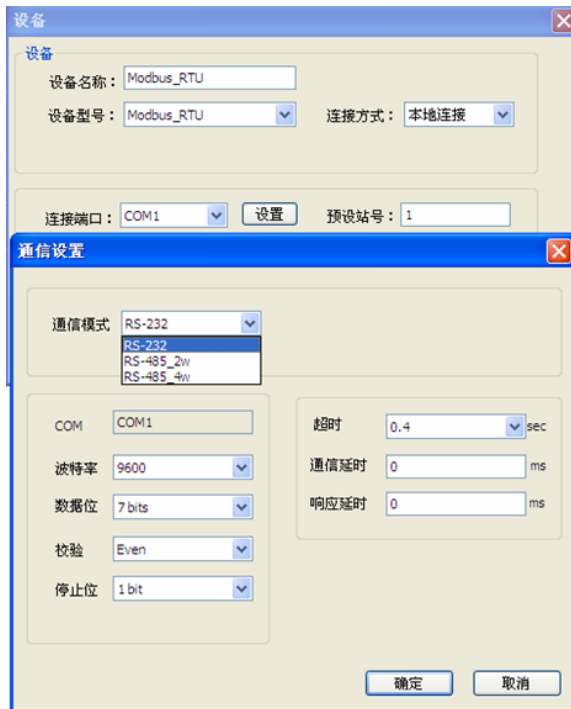 设备
设备
设备名称： Modbus_RTU
设备型号： Modbus_RTU 连接方式： 本地连接
连接端口： COM1 设置 预设站号： 1
通信设置
通信模式 RS-232
RS-232
RS-485_2w
RS-485_4w
COM COM1
波特率 9600
数据位 7 bits
校验 Even
停止位 1 bit
超时 0.4 sec
通信延时 0 ms
响应延时 0 ms
确定 取消